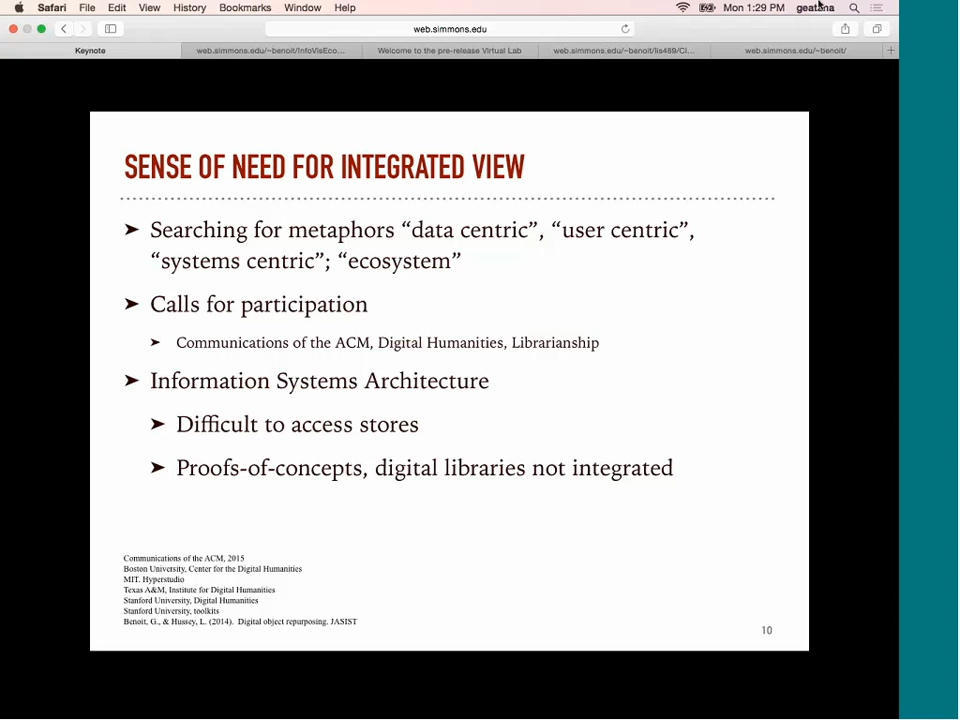 Safari File Edit View History Bookmarks Window Help Mon 1:29 PM
web.simmons.edu
Keynote web.simmons.edu/~benoit/InfoVisEco... Welcome to the pre-release Virtual Lab web.simmons.edu/~benoit/lis489/Cl... web.simmons.edu/~benoit/
SENSE OF NEED FOR INTEGRATED VIEW
➤ Searching for metaphors “data centric”, “user centric”,
“systems centric”; “ecosystem”
➤ Calls for participation
➤ Communications of the ACM, Digital Humanities, Librarianship
➤ Information Systems Architecture
➤ Difficult to access stores
➤ Proofs-of-concepts, digital libraries not integrated
Communications of the ACM, 2015
Boston University, Center for the Digital Humanities
MIT. Hyperstudio
Texas A&M, Institute for Digital Humanities
Stanford University, Digital Humanities
Stanford University, toolkits
Benoit, G., & Hussey, L. (2014). Digital object repurposing. JASIST
10